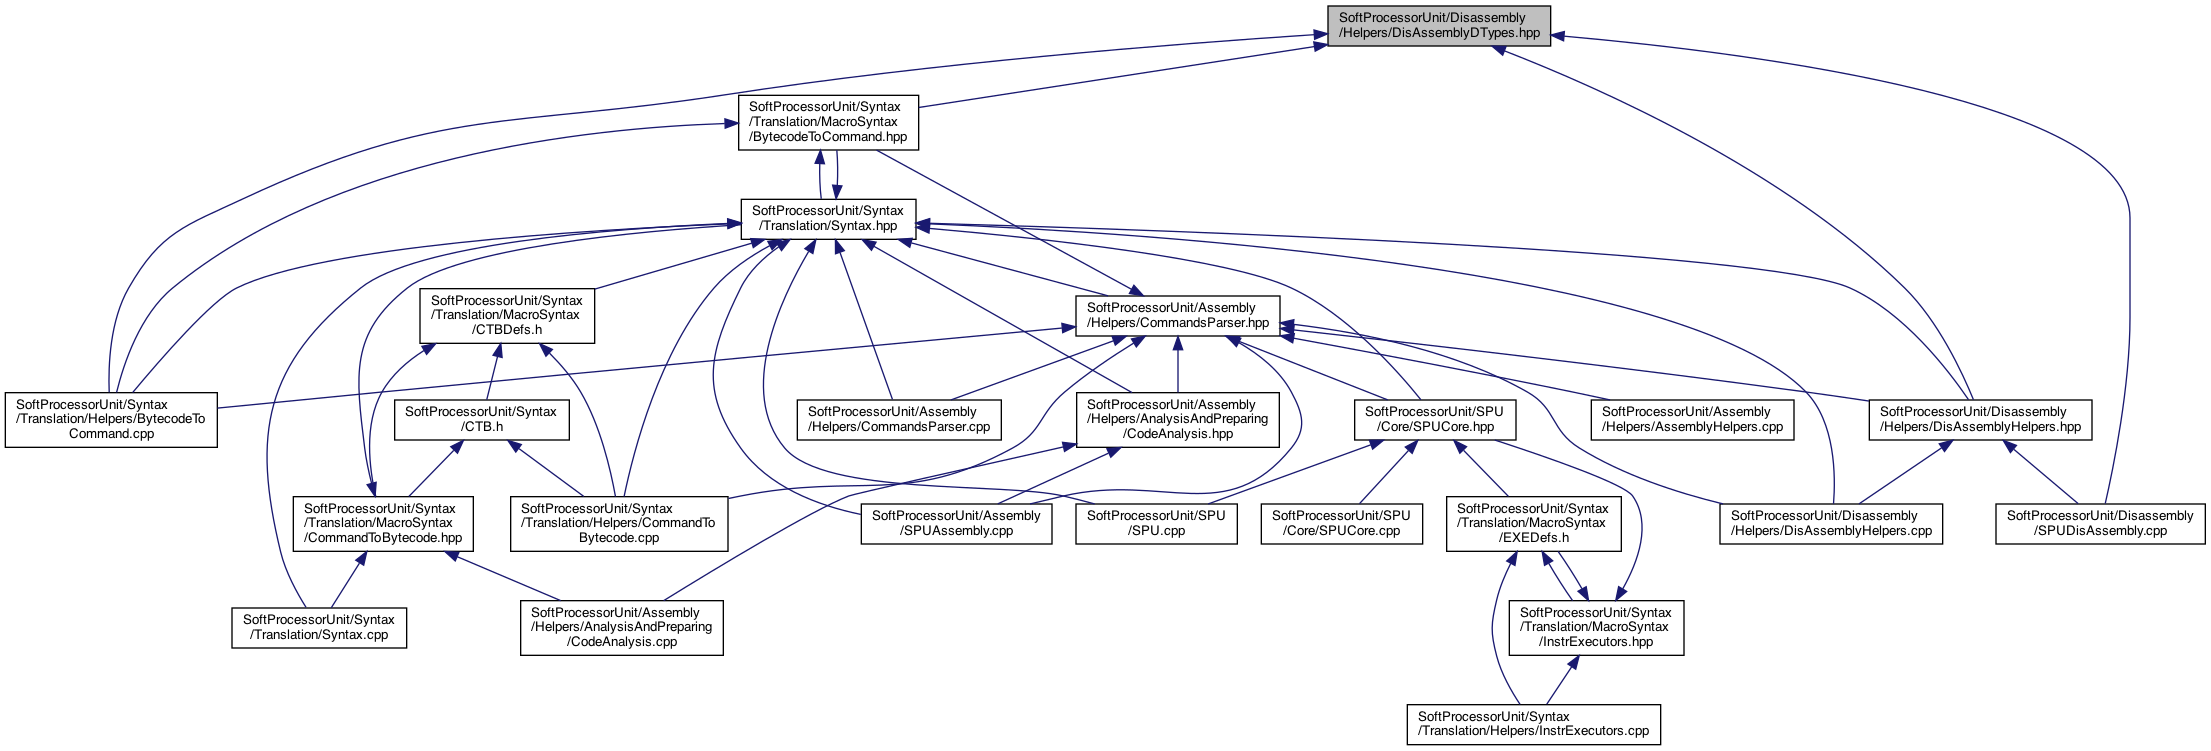 SoftProcessorUnit/Disassembly
/Helpers/DisAssemblyDTypes.hpp
SoftProcessorUnit/Syntax
/Translation/MacroSyntax
/BytecodeToCommand.hpp
SoftProcessorUnit/Syntax
/Translation/Syntax.hpp
SoftProcessorUnit/Syntax
/Translation/MacroSyntax
/CTBDefs.h
SoftProcessorUnit/Assembly
/Helpers/CommandsParser.hpp
SoftProcessorUnit/Syntax
/Translation/Helpers/BytecodeTo
Command.cpp
SoftProcessorUnit/Syntax
/CTB.h
SoftProcessorUnit/Assembly
/Helpers/CommandsParser.cpp
SoftProcessorUnit/Assembly
/Helpers/AnalysisAndPreparing
/CodeAnalysis.hpp
SoftProcessorUnit/SPU
/Core/SPUCore.hpp
SoftProcessorUnit/Assembly
/Helpers/AssemblyHelpers.cpp
SoftProcessorUnit/Disassembly
/Helpers/DisAssemblyHelpers.hpp
SoftProcessorUnit/Syntax
/Translation/MacroSyntax
/CommandToBytecode.hpp
SoftProcessorUnit/Syntax
/Translation/Helpers/CommandTo
Bytecode.cpp
SoftProcessorUnit/Assembly
/SPUAssembly.cpp
SoftProcessorUnit/SPU
/SPU.cpp
SoftProcessorUnit/SPU
/Core/SPUCore.cpp
SoftProcessorUnit/Syntax
/Translation/MacroSyntax
/EXEDefs.h
SoftProcessorUnit/Disassembly
/Helpers/DisAssemblyHelpers.cpp
SoftProcessorUnit/Disassembly
/SPUDisAssembly.cpp
SoftProcessorUnit/Syntax
/Translation/Syntax.cpp
SoftProcessorUnit/Assembly
/Helpers/AnalysisAndPreparing
/CodeAnalysis.cpp
SoftProcessorUnit/Syntax
/Translation/MacroSyntax
/InstrExecutors.hpp
SoftProcessorUnit/Syntax
/Translation/Helpers/InstrExecutors.cpp